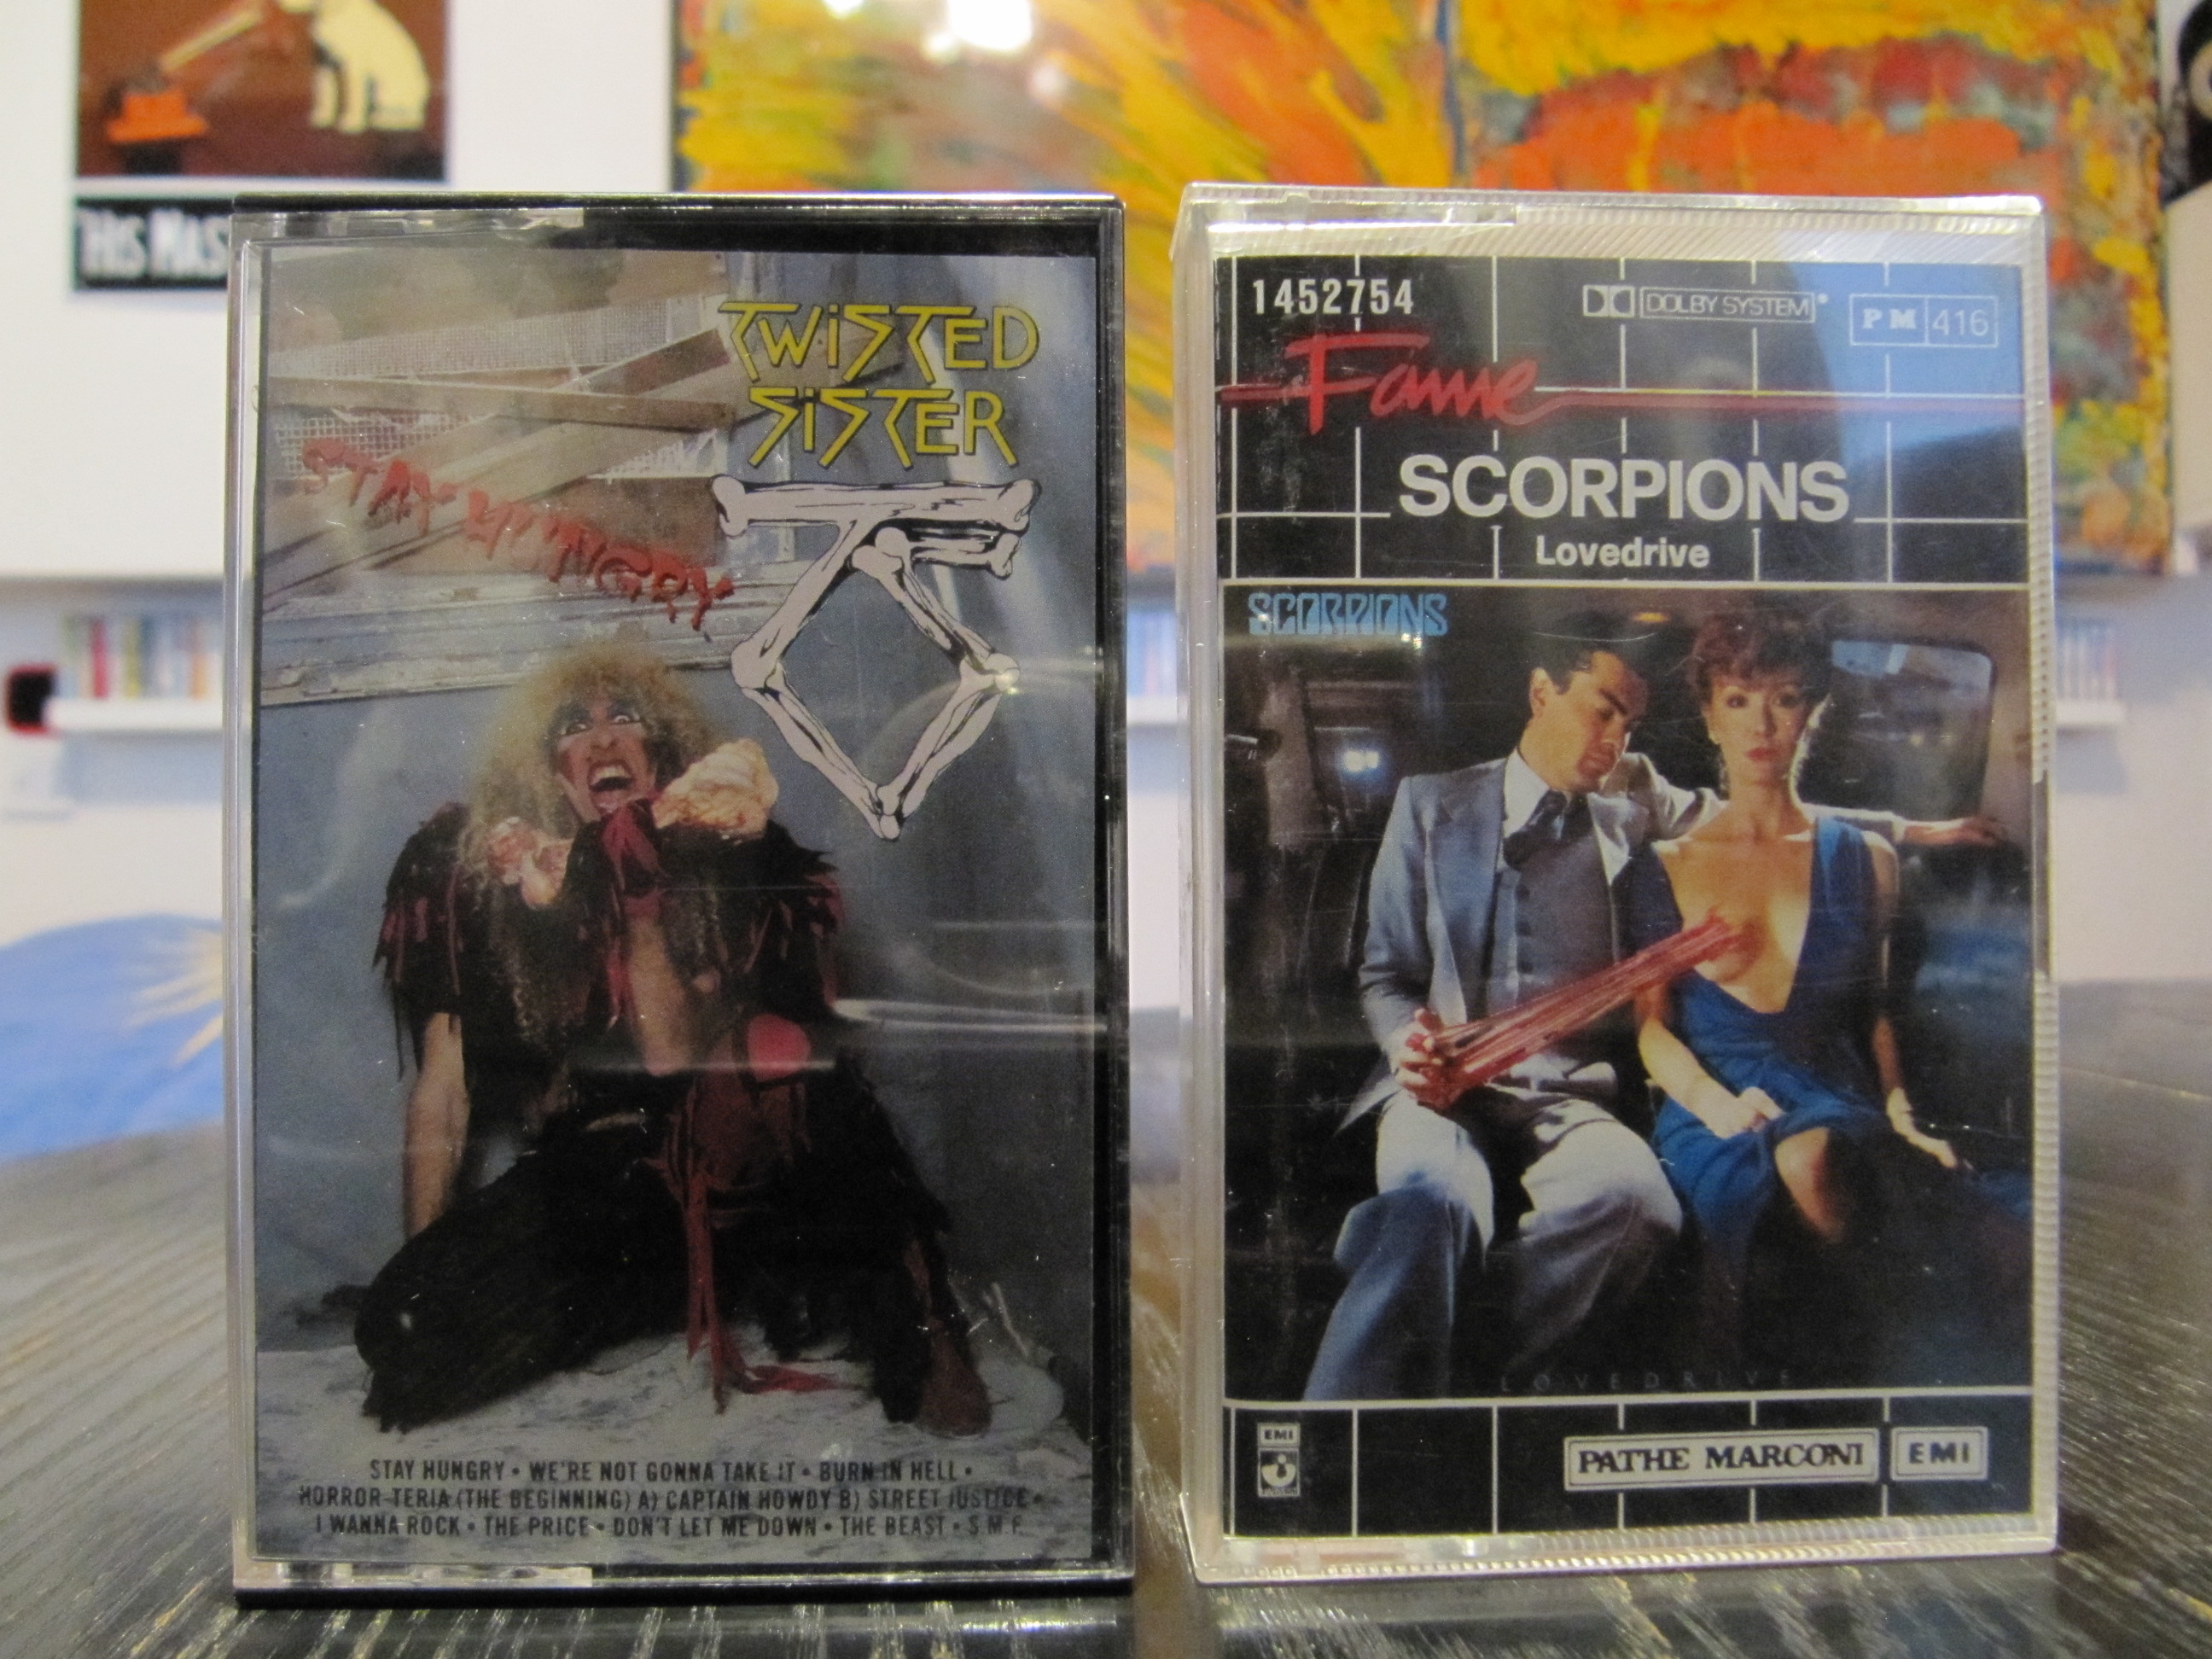 HIS MAS
TWISTED
SISTER
STAY HUNGRY
STAY HUNGRY • WE'RE NOT GONNA TAKE IT • BURN IN HELL •
HORROR-TERIA (THE BEGINNING) A) CAPTAIN HOWDY B) STREET JUSTICE •
I WANNA ROCK • THE PRICE • DON'T LET ME DOWN • THE BEAST • S.M.F.
1452754
DOLBY SYSTEM
PM 416
Fame
SCORPIONS
Lovedrive
SCORPIONS
LOVEDRIVE
EMI
PATHE MARCONI
EMI